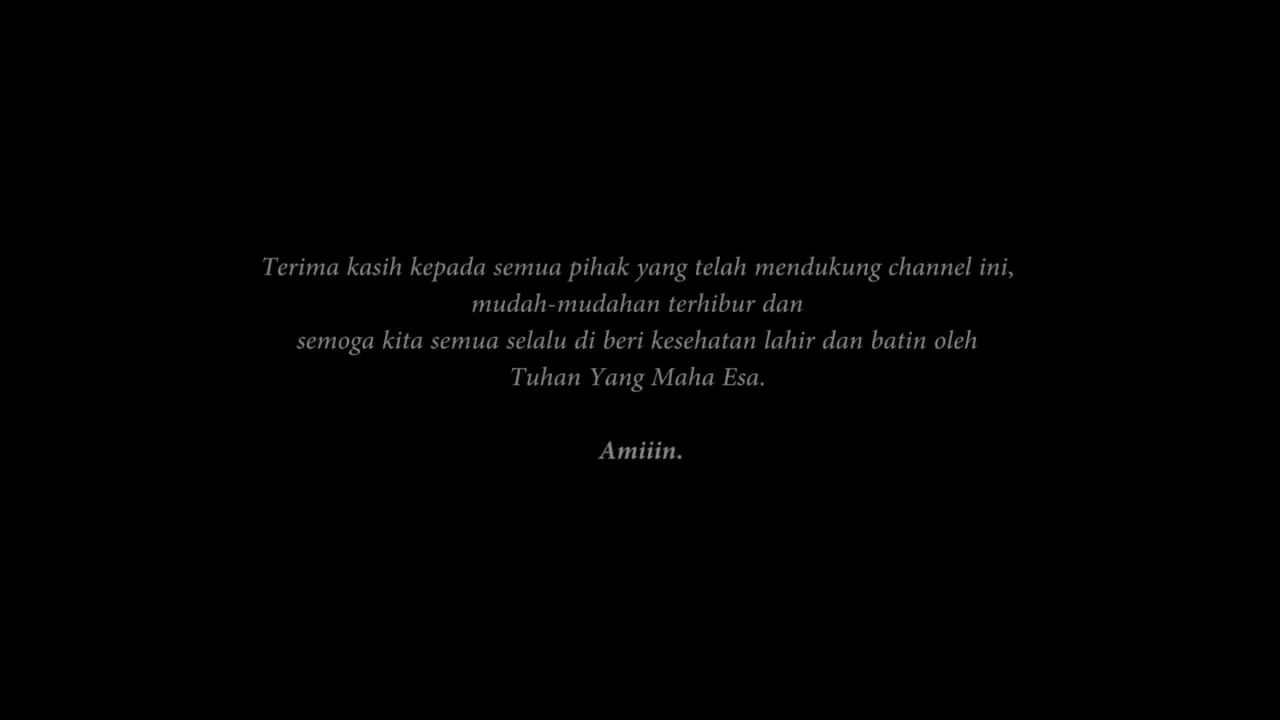 Terima kasih kepada semua pihak yang telah mendukung channel ini,
mudah-mudahan terhibur dan
semoga kita semua selalu di beri kesehatan lahir dan batin oleh
Tuhan Yang Maha Esa.
Amiiin.